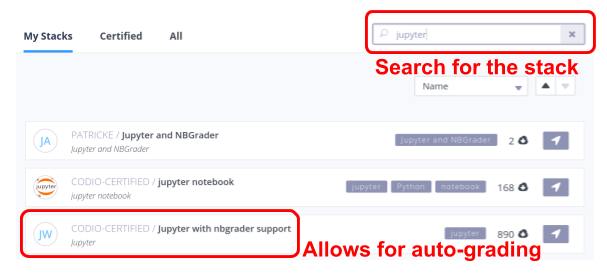 My Stacks Certified All jupyter
Search for the stack
Name
JA PATRICKE / Jupyter and NBGrader Jupyter and NBGrader 2
Jupyter and NBGrader
jupyter CODIO-CERTIFIED / jupyter notebook jupyter Python notebook 168
jupyter notebook
JW CODIO-CERTIFIED / Jupyter with nbgrader support jupyter 890
Jupyter
Allows for auto-grading